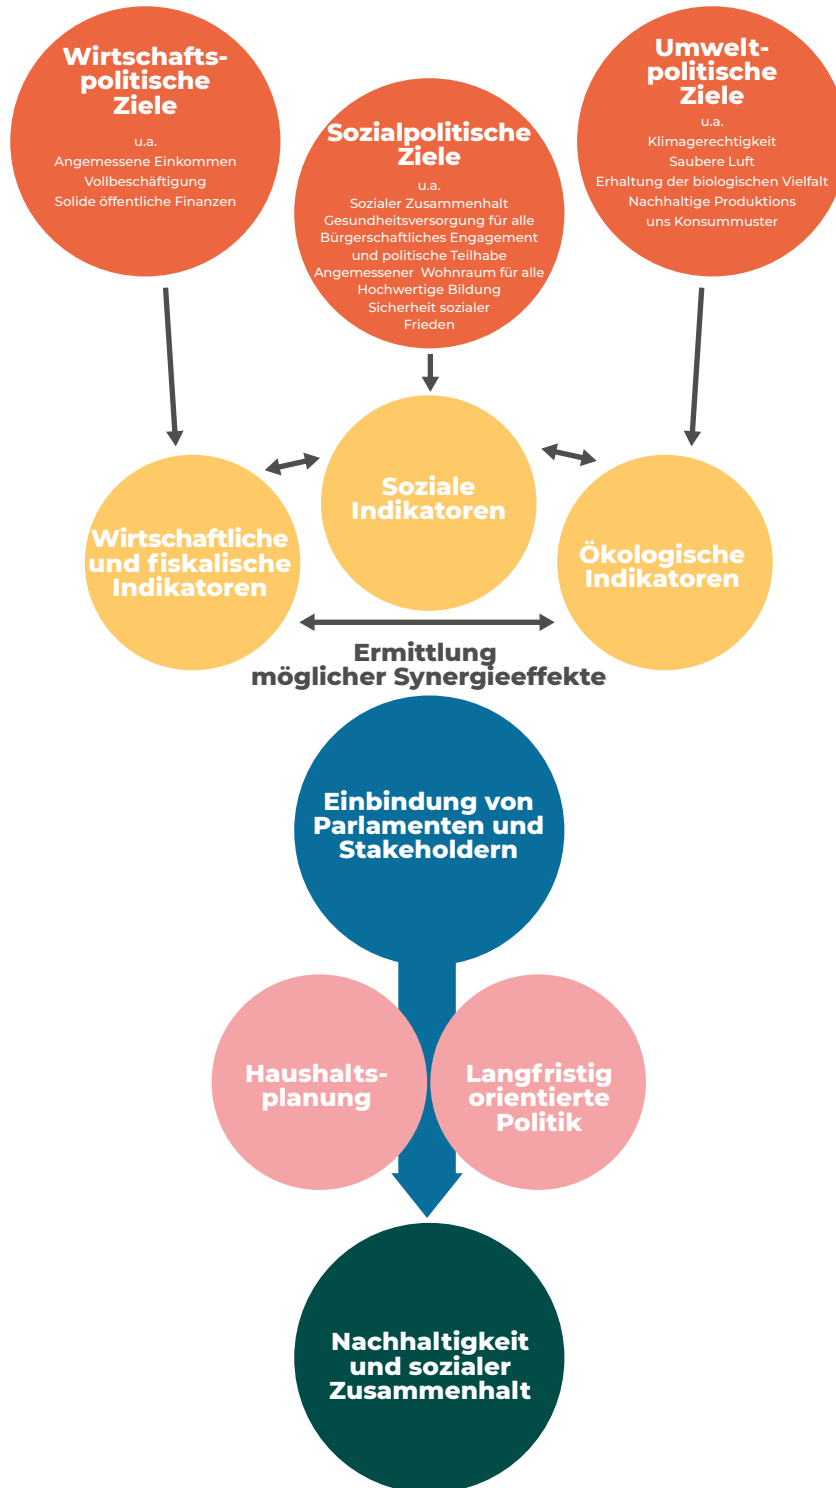 Wirtschafts-
politische
Ziele
u.a.
Angemessene Einkommen
Vollbeschäftigung
Solide öffentliche Finanzen
Sozialpolitische
Ziele
u.a.
Sozialer Zusammenhalt
Gesundheitsversorgung für alle
Bürgerschaftliches Engagement
und politische Teilhabe
Angemessener Wohnraum für alle
Hochwertige Bildung
Sicherheit sozialer
Frieden
Umwelt-
politische
Ziele
u.a.
Klimagerechtigkeit
Saubere Luft
Erhaltung der biologischen Vielfalt
Nachhaltige Produktions
uns Konsummuster
Wirtschaftliche
und fiskalische
Indikatoren
Soziale
Indikatoren
Ökologische
Indikatoren
Ermittlung
möglicher Synergieeffekte
Einbindung von
Parlamenten und
Stakeholdern
Haushalts-
planung
Langfristig
orientierte
Politik
Nachhaltigkeit
und sozialer
Zusammenhalt